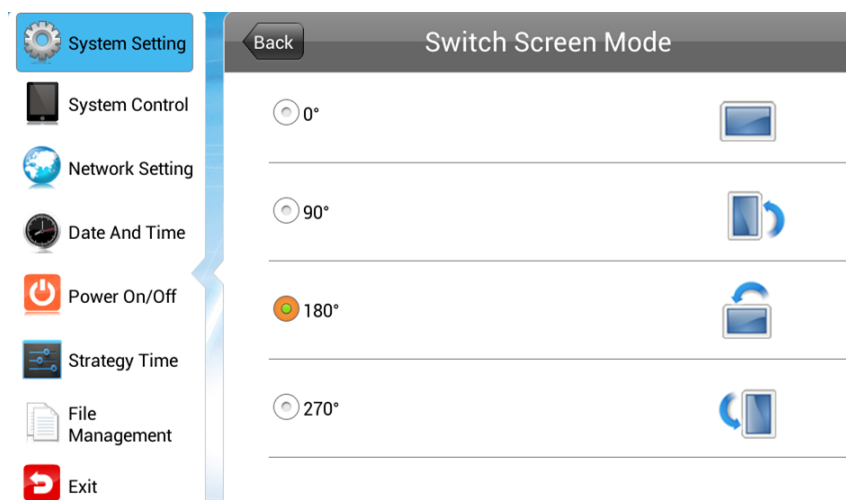 System Setting
System Control
Network Setting
Date And Time
Power On/Off
Strategy Time
File
Management
Exit
Back
Switch Screen Mode
0°
90°
180°
270°